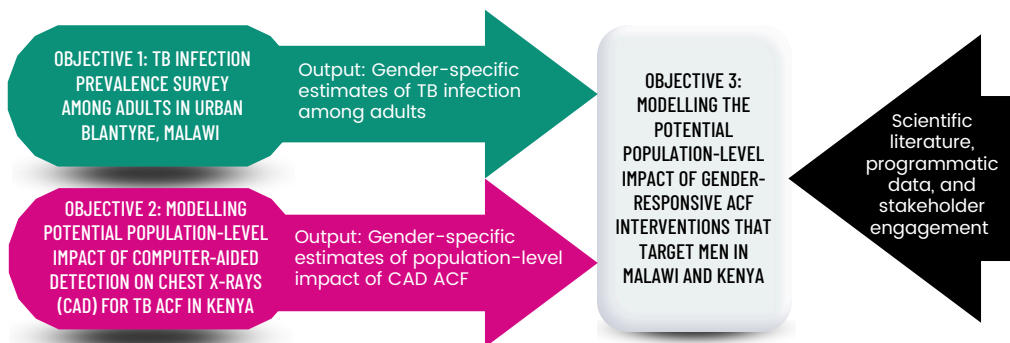 OBJECTIVE 1: TB INFECTION
PREVALENCE SURVEY
AMONG ADULTS IN URBAN
BLANTYRE, MALAWI
Output: Gender-specific
estimates of TB infection
among adults
OBJECTIVE 2: MODELLING
POTENTIAL POPULATION-LEVEL
IMPACT OF COMPUTER-AIDED
DETECTION ON CHEST X-RAYS
(CAD) FOR TB ACF IN KENYA
Output: Gender-specific
estimates of population-level
impact of CAD ACF
OBJECTIVE 3:
MODELLING THE
POTENTIAL
POPULATION-LEVEL
IMPACT OF GENDER-
RESPONSIVE ACF
INTERVENTIONS THAT
TARGET MEN IN
MALAWI AND KENYA
Scientific
literature,
programmatic
data, and
stakeholder
engagement